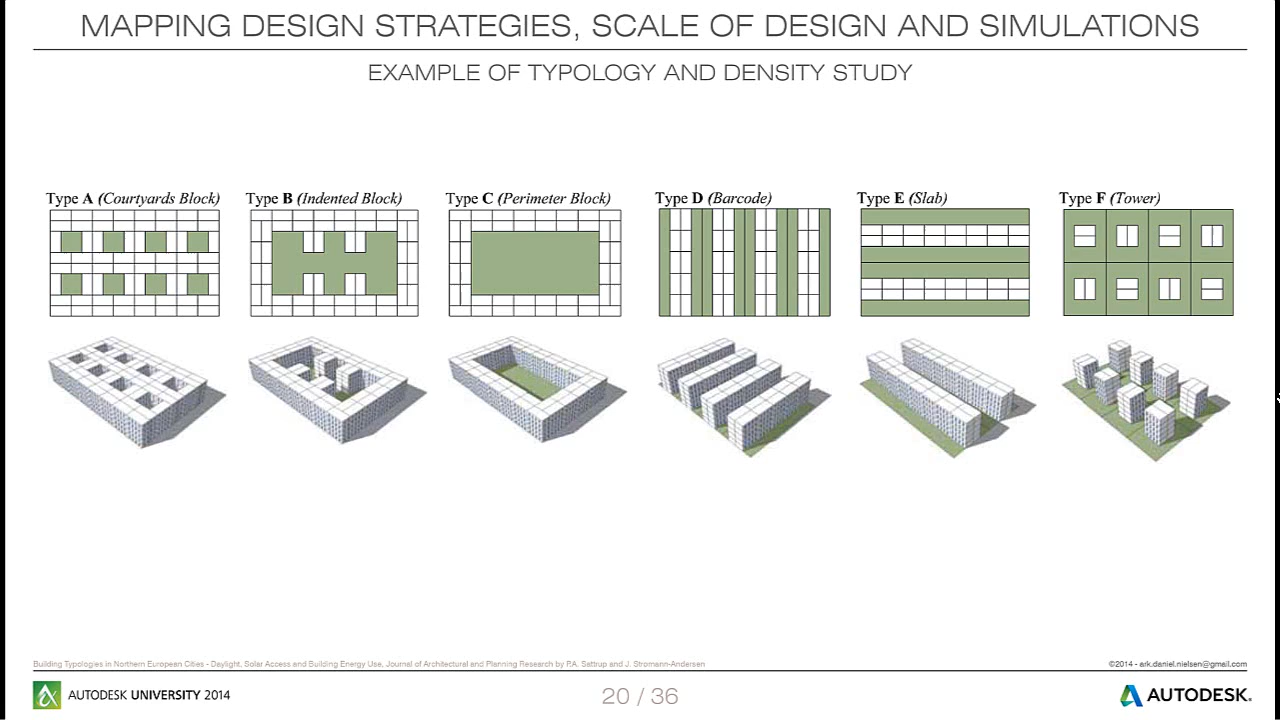 MAPPING DESIGN STRATEGIES, SCALE OF DESIGN AND SIMULATIONS
EXAMPLE OF TYPOLOGY AND DENSITY STUDY
Type A (Courtyards Block)
Type B (Indented Block)
Type C (Perimeter Block)
Type D (Barcode)
Type E (Slab)
Type F (Tower)
Building Typologies in Northern European Cities - Daylight, Solar Access and Building Energy Use, Journal of Architectural and Planning Research by P.A. Sattrup and J. Stromann-Andersen
©2014 - ark.daniel.nielsen@gmail.com
AUTODESK UNIVERSITY 2014
20 / 36
AUTODESK®